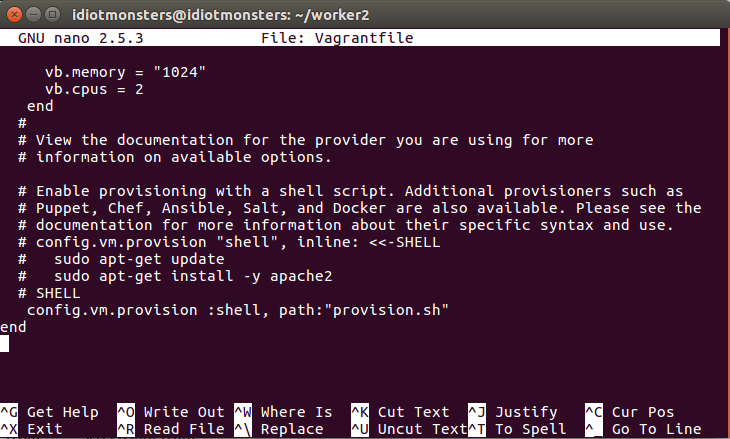 idiotmonsters@idiotmonsters: ~/worker2
GNU nano 2.5.3 File: Vagrantfile
vb.memory = "1024"
vb.cpus = 2
end
#
# View the documentation for the provider you are using for more
# information on available options.
# Enable provisioning with a shell script. Additional provisioners such as
# Puppet, Chef, Ansible, Salt, and Docker are also available. Please see the
# documentation for more information about their specific syntax and use.
# config.vm.provision "shell", inline: <<-SHELL
#   sudo apt-get update
#   sudo apt-get install -y apache2
# SHELL
config.vm.provision :shell, path:"provision.sh"
end
^G Get Help ^O Write Out ^W Where Is ^K Cut Text ^J Justify ^C Cur Pos
^X Exit ^R Read File ^\ Replace ^U Uncut Text ^T To Spell ^_ Go To Line